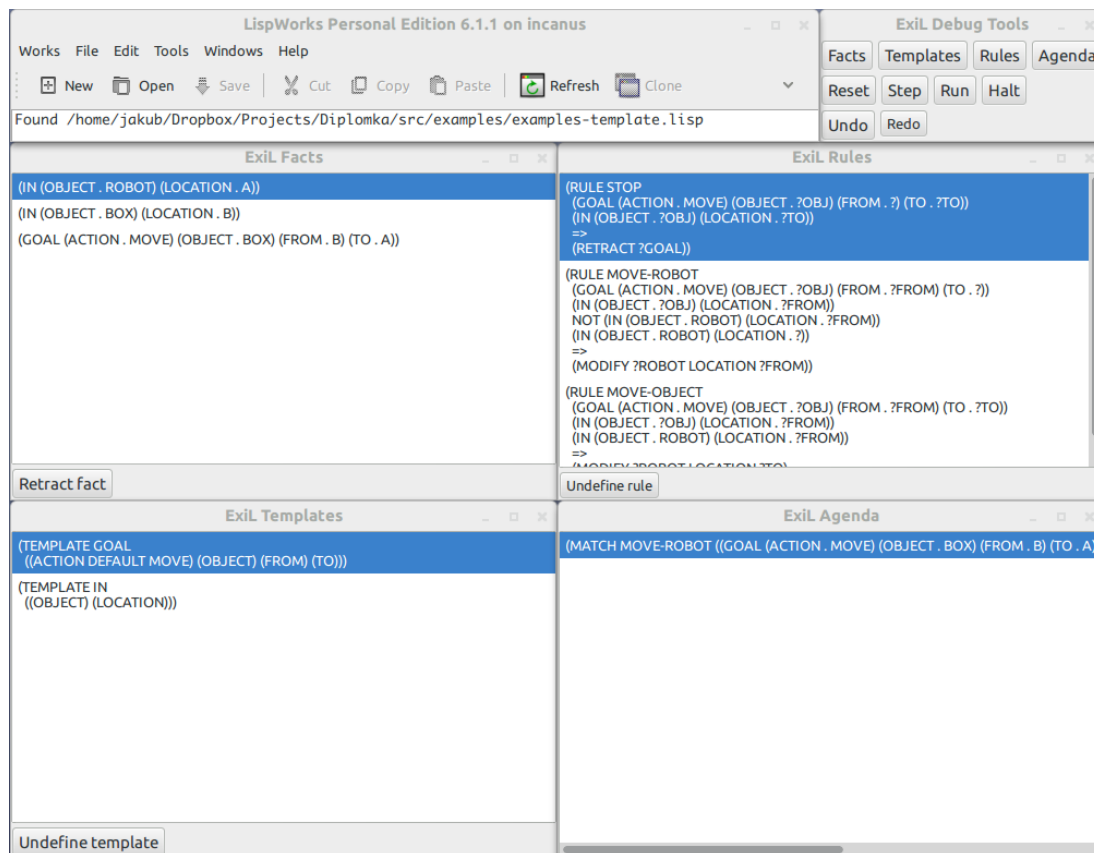 LispWorks Personal Edition 6.1.1 on incanus
Works File Edit Tools Windows Help
New Open Save Cut Copy Paste Refresh Clone
Found /home/jakub/Dropbox/Projects/Diplomka/src/examples/examples-template.lisp
ExiL Debug Tools
Facts Templates Rules Agenda
Reset Step Run Halt
Undo Redo
ExiL Facts
(IN (OBJECT . ROBOT) (LOCATION . A))
(IN (OBJECT . BOX) (LOCATION . B))
(GOAL (ACTION . MOVE) (OBJECT . BOX) (FROM . B) (TO . A))
Retract fact
ExiL Rules
(RULE STOP
(GOAL (ACTION . MOVE) (OBJECT . ?OBJ) (FROM . ?) (TO . ?TO))
(IN (OBJECT . ?OBJ) (LOCATION . ?TO))
=>
(RETRACT ?GOAL))
(RULE MOVE-ROBOT
(GOAL (ACTION . MOVE) (OBJECT . ?OBJ) (FROM . ?FROM) (TO . ?))
(IN (OBJECT . ?OBJ) (LOCATION . ?FROM))
NOT (IN (OBJECT . ROBOT) (LOCATION . ?FROM))
(IN (OBJECT . ROBOT) (LOCATION . ?))
=>
(MODIFY ?ROBOT LOCATION ?FROM))
(RULE MOVE-OBJECT
(GOAL (ACTION . MOVE) (OBJECT . ?OBJ) (FROM . ?FROM) (TO . ?TO))
(IN (OBJECT . ?OBJ) (LOCATION . ?FROM))
(IN (OBJECT . ROBOT) (LOCATION . ?FROM))
=>
(MODIFY ?ROBOT LOCATION ?TO)
Undefine rule
ExiL Templates
(TEMPLATE GOAL
((ACTION DEFAULT MOVE) (OBJECT) (FROM) (TO)))
(TEMPLATE IN
((OBJECT) (LOCATION)))
Undefine template
ExiL Agenda
(MATCH MOVE-ROBOT ((GOAL (ACTION . MOVE) (OBJECT . BOX) (FROM . B) (TO . A)